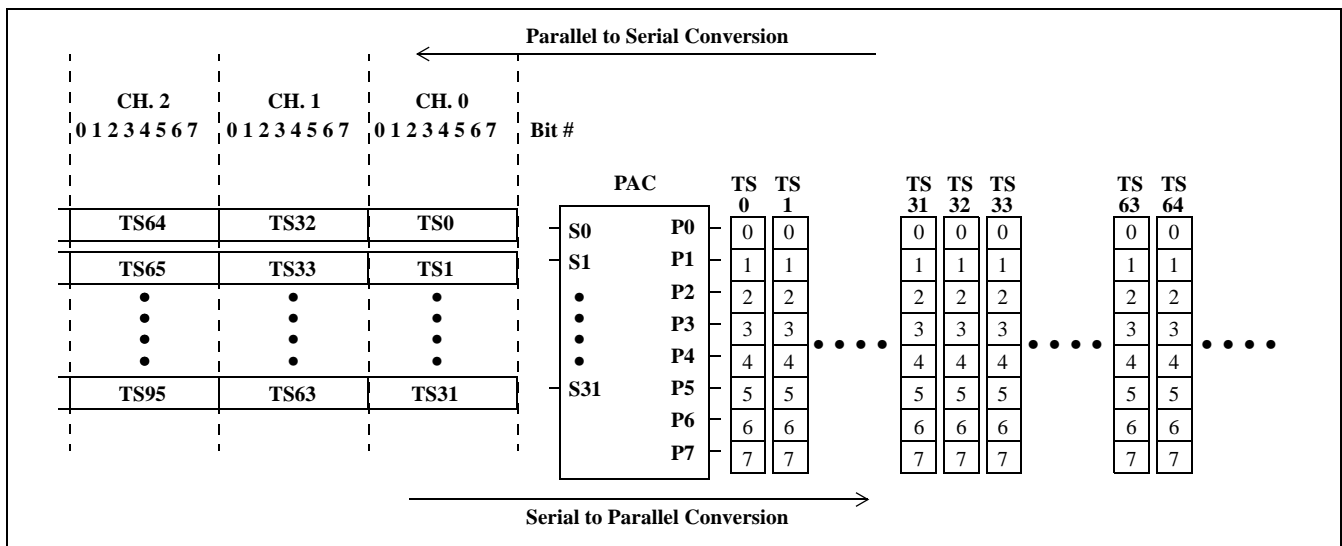 Parallel to Serial Conversion
CH. 2 CH. 1 CH. 0
0 1 2 3 4 5 6 7 0 1 2 3 4 5 6 7 0 1 2 3 4 5 6 7 Bit #
PAC TS TS TS TS TS TS TS
0 1 31 32 33 63 64
TS64 TS32 TS0 S0 P0 0 0 0 0 0 0 0
TS65 TS33 TS1 S1 P1 1 1 1 1 1 1 1
P2 2 2 2 2 2 2 2
P3 3 3 3 3 3 3 3
P4 4 4 4 4 4 4 4
TS95 TS63 TS31 S31 P5 5 5 5 5 5 5 5
P6 6 6 6 6 6 6 6
P7 7 7 7 7 7 7 7
Serial to Parallel Conversion